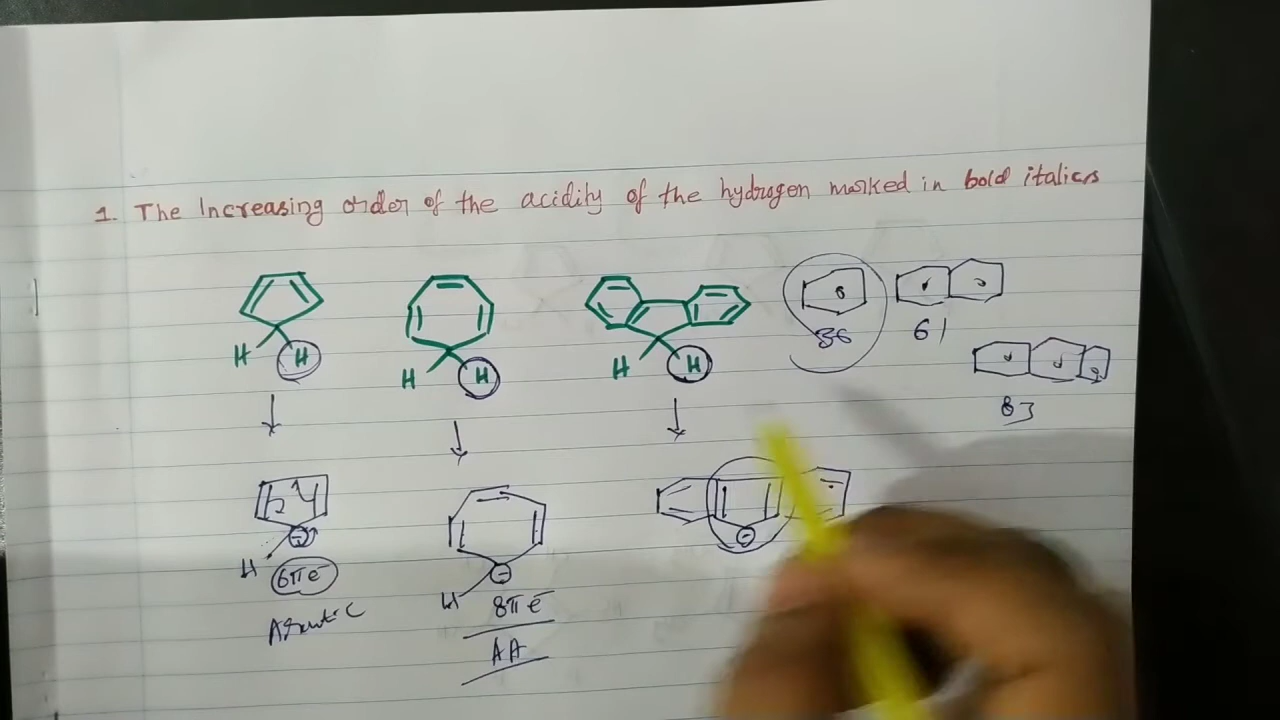 1. The Increasing order of the acidity of the hydrogen marked in bold italics
36 61
83
H H H H H H
H 6πe⁻
H 8πe⁻
AA